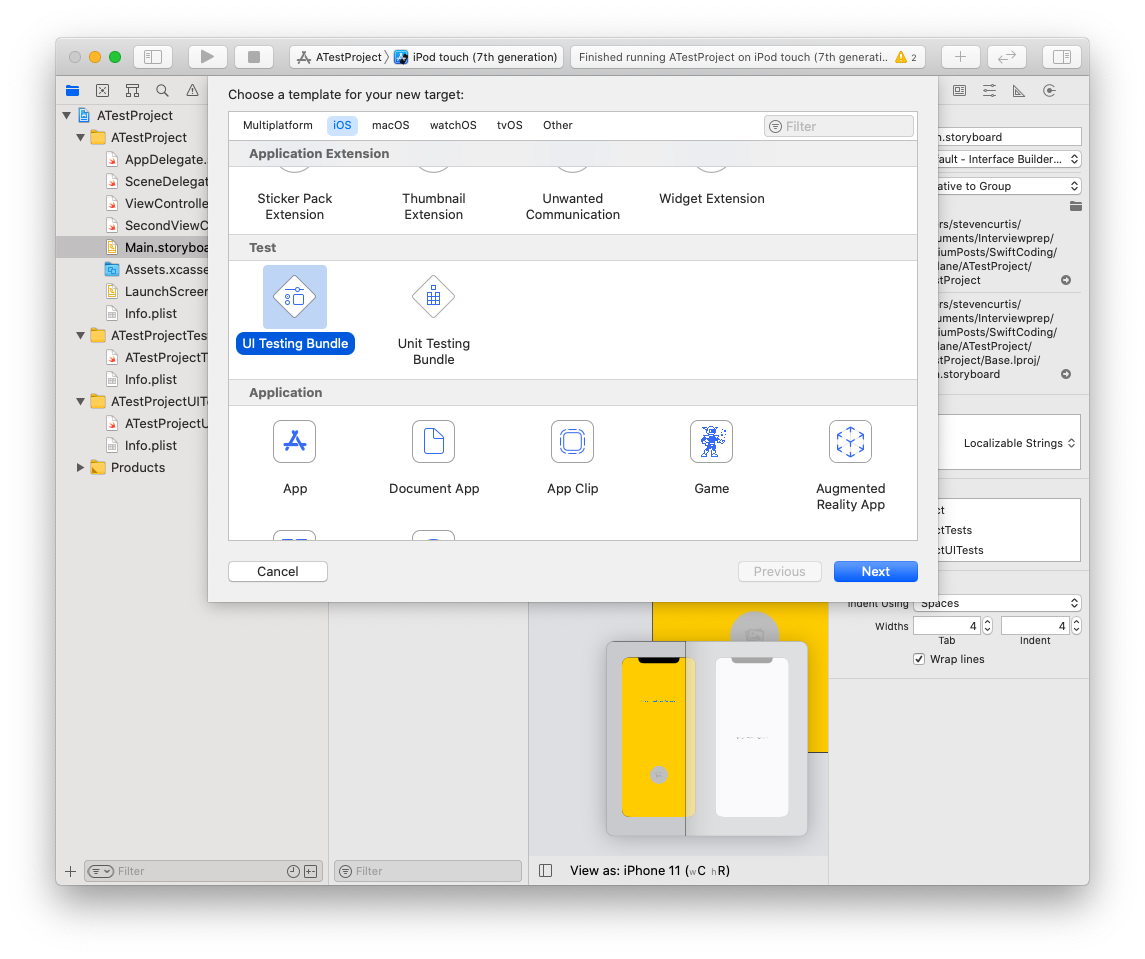 ATestProject
iPod touch (7th generation)
Finished running ATestProject on iPod touch (7th generati..
2
Choose a template for your new target:
Multiplatform
iOS
macOS
watchOS
tvOS
Other
Filter
Application Extension
Sticker Pack
Extension
Thumbnail
Extension
Unwanted
Communication
Widget Extension
Test
UI Testing Bundle
Unit Testing
Bundle
Application
App
Document App
App Clip
Game
Augmented
Reality App
Cancel
Previous
Next
ATestProject
ATestProject
AppDelegate.
SceneDelegat
ViewControlle
SecondViewC
Main.storyboa
Assets.xcasse
LaunchScreen
Info.plist
ATestProjectTes
ATestProjectT
Info.plist
ATestProjectUITe
ATestProjectU
Info.plist
Products
n.storyboard
ault - Interface Builder...
ative to Group
rs/stevencurtis/
uments/Interviewprep/
iumPosts/SwiftCoding/
lane/ATestProject/
stProject
rs/stevencurtis/
uments/Interviewprep/
iumPosts/SwiftCoding/
lane/ATestProject/
stProject/Base.lproj/
n.storyboard
Localizable Strings
ct
ctTests
ctUITests
Indent Using
Spaces
Widths
4
4
Tab
Indent
Wrap lines
Filter
Filter
View as: iPhone 11 (wC hR)